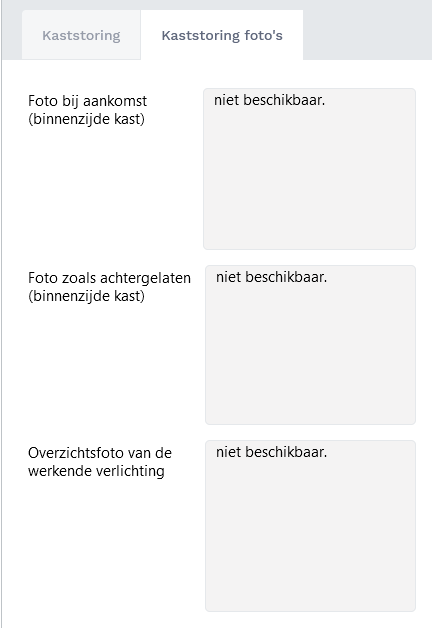 Kaststoring
Kaststoring foto's
Foto bij aankomst
(binnenzijde kast)
niet beschikbaar.
Foto zoals achtergelaten
(binnenzijde kast)
niet beschikbaar.
Overzichtsfoto van de
werkende verlichting
niet beschikbaar.